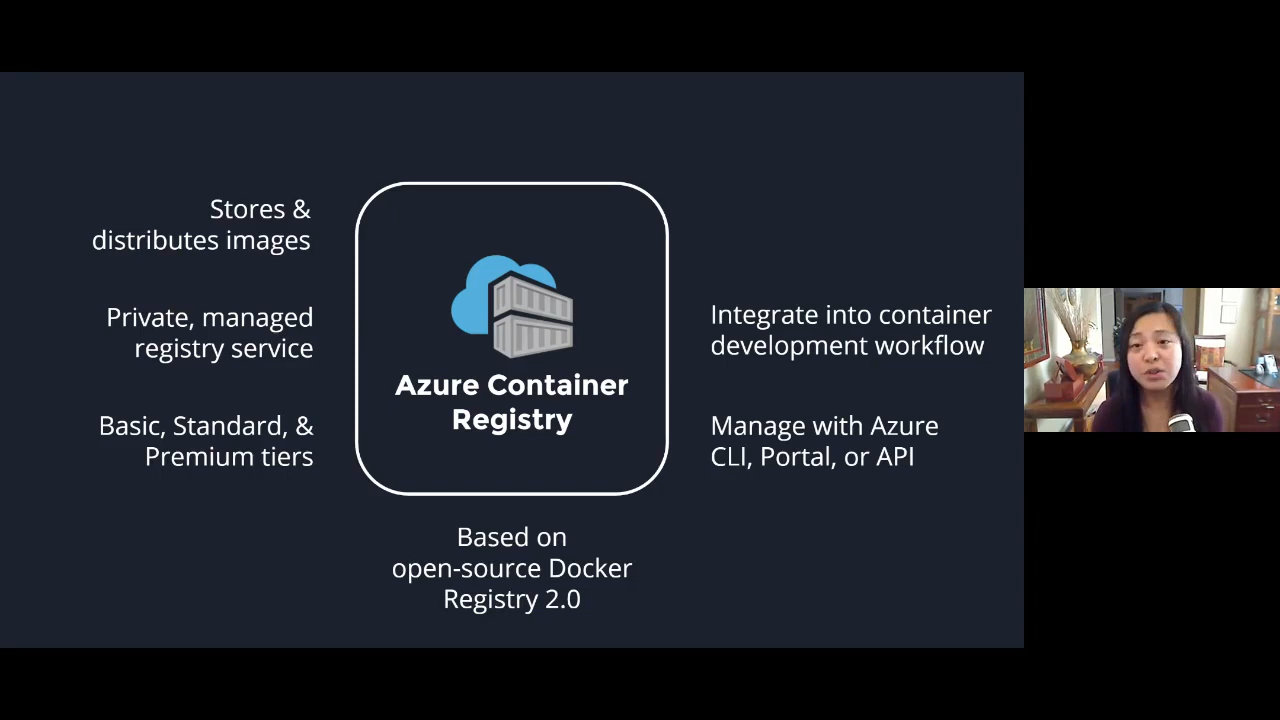 Stores &
distributes images
Private, managed
registry service
Basic, Standard, &
Premium tiers
Azure Container
Registry
Based on
open-source Docker
Registry 2.0
Integrate into container
development workflow
Manage with Azure
CLI, Portal, or API